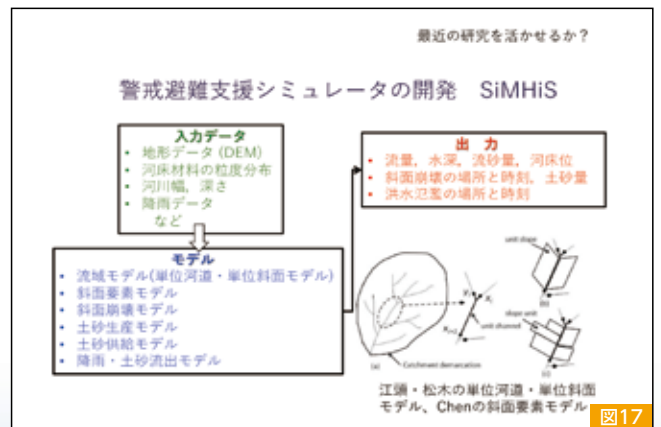 最近の研究を活かせるか？
警戒避難支援シミュレータの開発　SiMHiS
入力データ
• 地形データ (DEM)
• 河床材料の粒度分布
• 河川幅，深さ
• 降雨データ
など
出　力
• 流量，水深，流砂量，河床位
• 斜面崩壊の場所と時刻，土砂量
• 洪水氾濫の場所と時刻
モデル
• 流域モデル(単位河道・単位斜面モデル)
• 斜面要素モデル
• 斜面崩壊モデル
• 土砂生産モデル
• 土砂供給モデル
• 降雨・土砂流出モデル
unit slope
(b)
unit channel
slope unit
(a)
Catchment demarcation
(c)
江頭・松木の単位河道・単位斜面
モデル、Chenの斜面要素モデル
図17